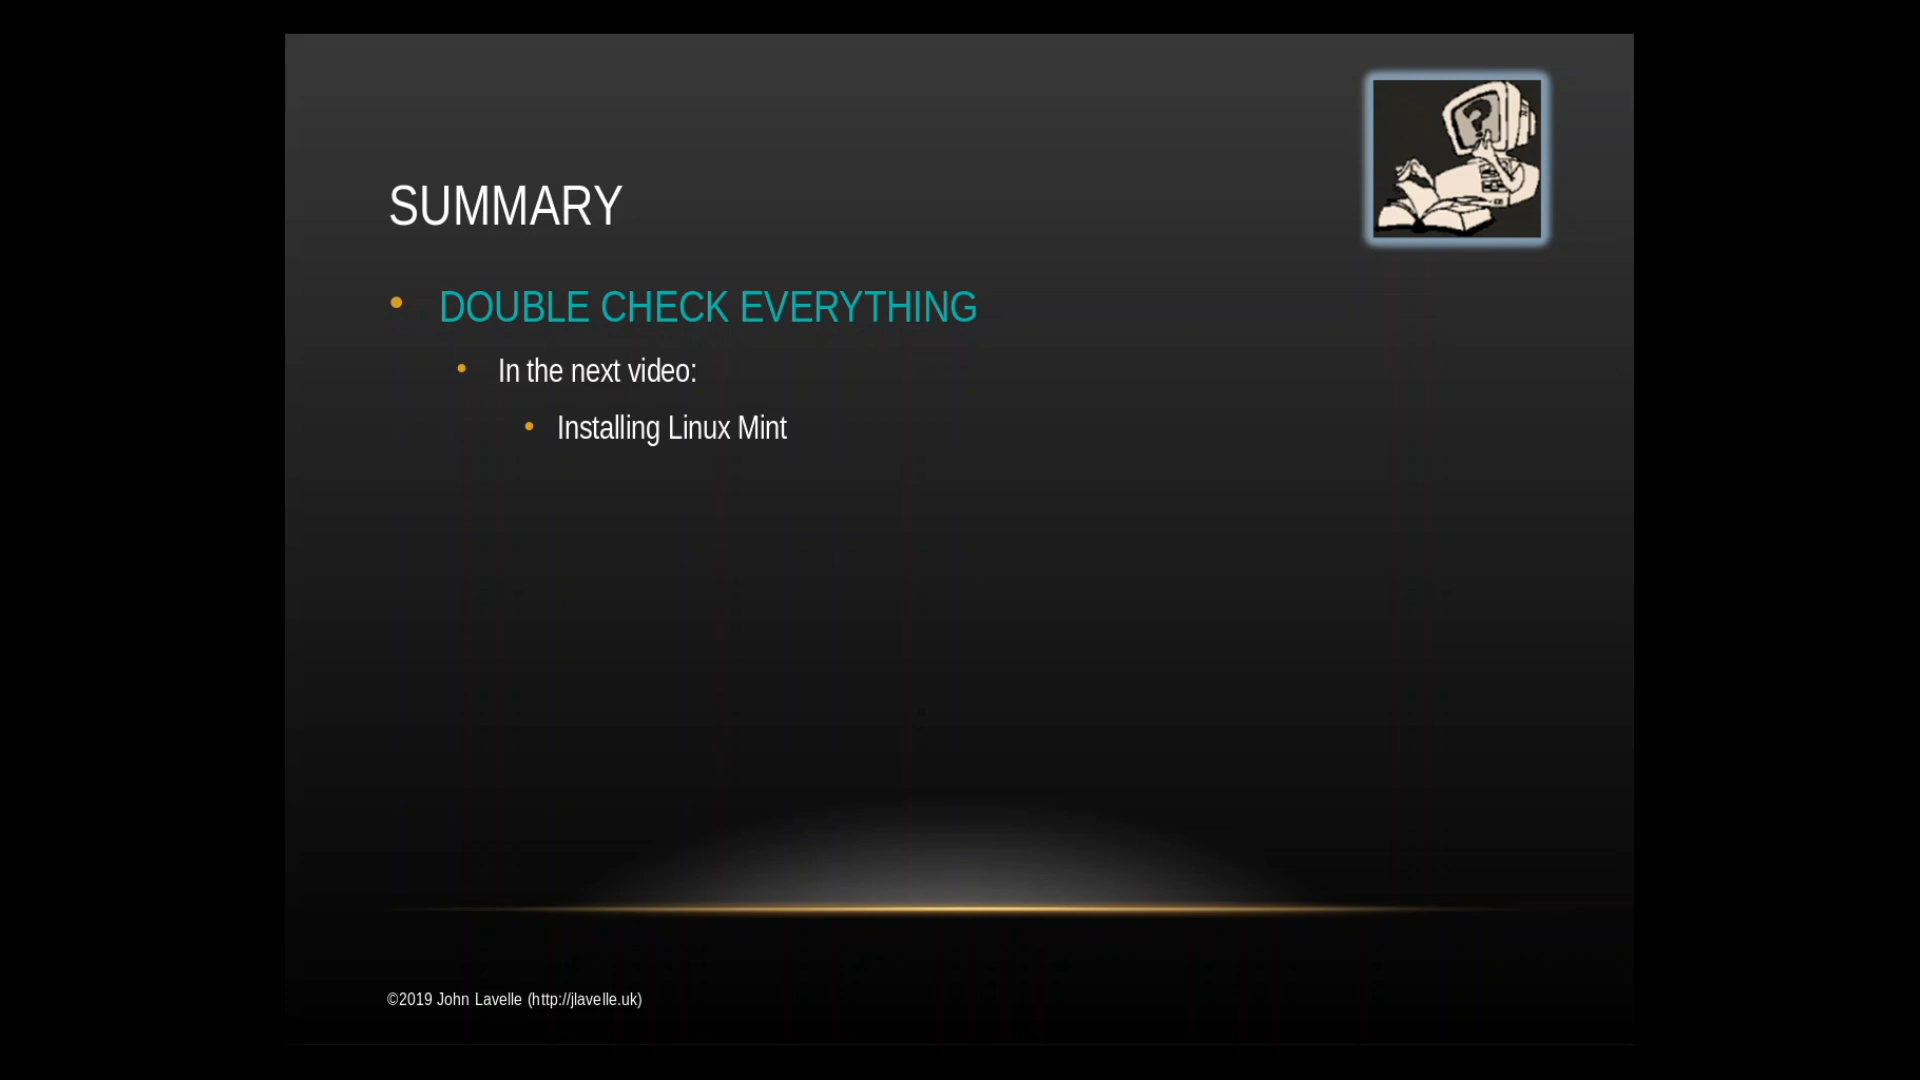 SUMMARY
• DOUBLE CHECK EVERYTHING
• In the next video:
• Installing Linux Mint
?
©2019 John Lavelle (http://jlavelle.uk)